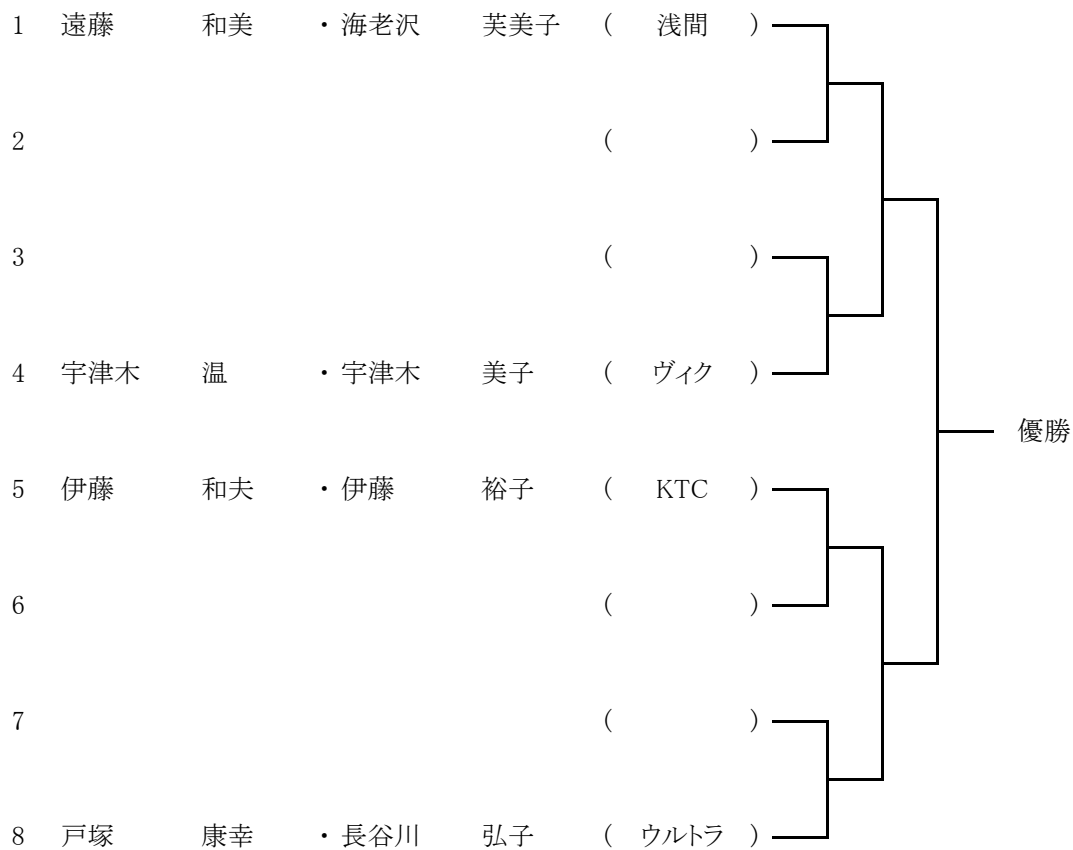 1 遠藤 和美 ・ 海老沢 芙美子 ( 浅間 )
2 ( )
3 ( )
4 宇津木 温 ・ 宇津木 美子 ( ヴィク )
優勝
5 伊藤 和夫 ・ 伊藤 裕子 ( KTC )
6 ( )
7 ( )
8 戸塚 康幸 ・ 長谷川 弘子 ( ウルトラ )